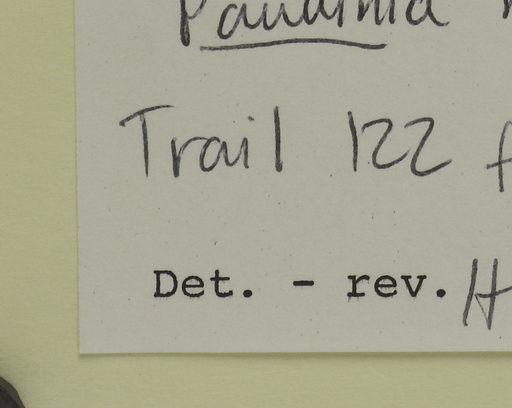 Trail 122 f
Det. - rev. H